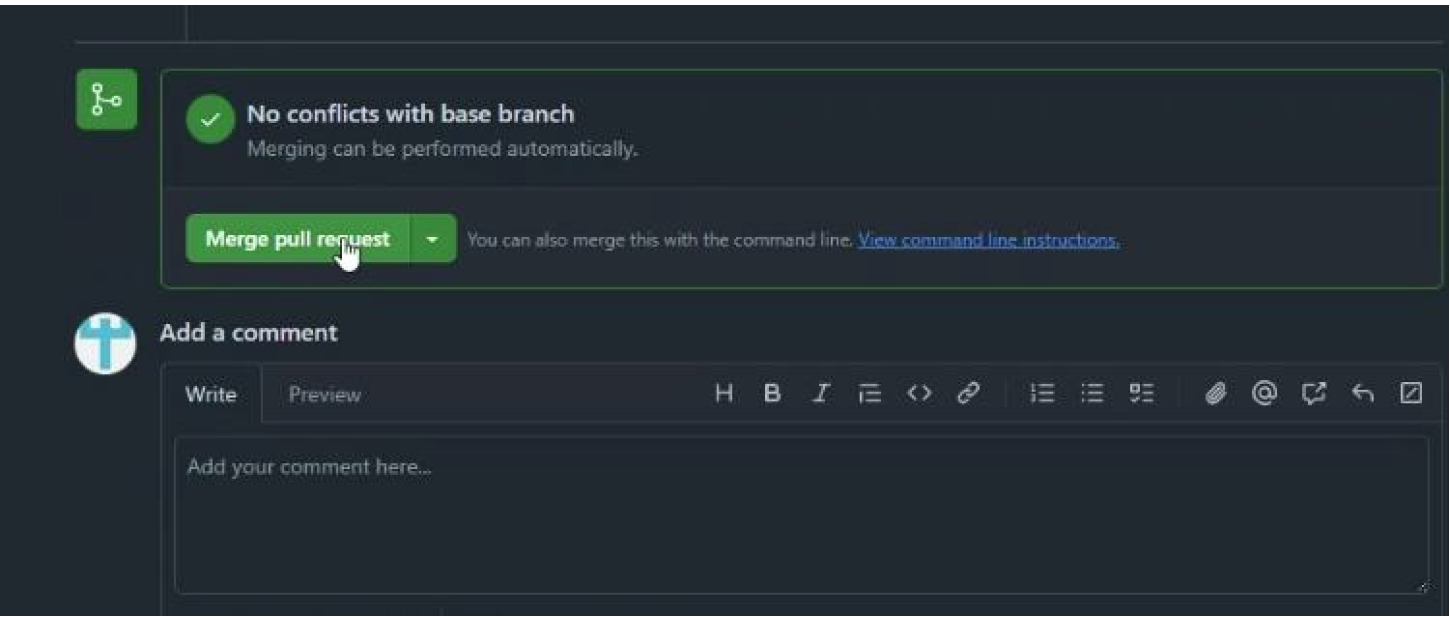 No conflicts with base branch
Merging can be performed automatically.
Merge pull request
You can also merge this with the command line. View command line instructions.
Add a comment
Write Preview
Add your comment here...